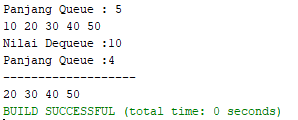 Panjang Queue : 5
10 20 30 40 50
Nilai Dequeue :10
Panjang Queue :4
-------------------
20 30 40 50
BUILD SUCCESSFUL (total time: 0 seconds)